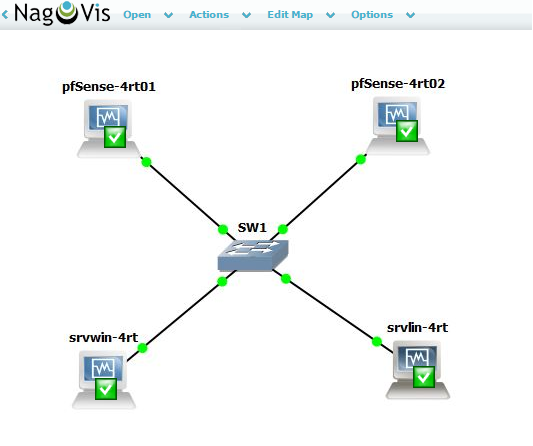 NagVis Open Actions Edit Map Options
pfSense-4rt01
pfSense-4rt02
SW1
srvwin-4rt
srvlin-4rt